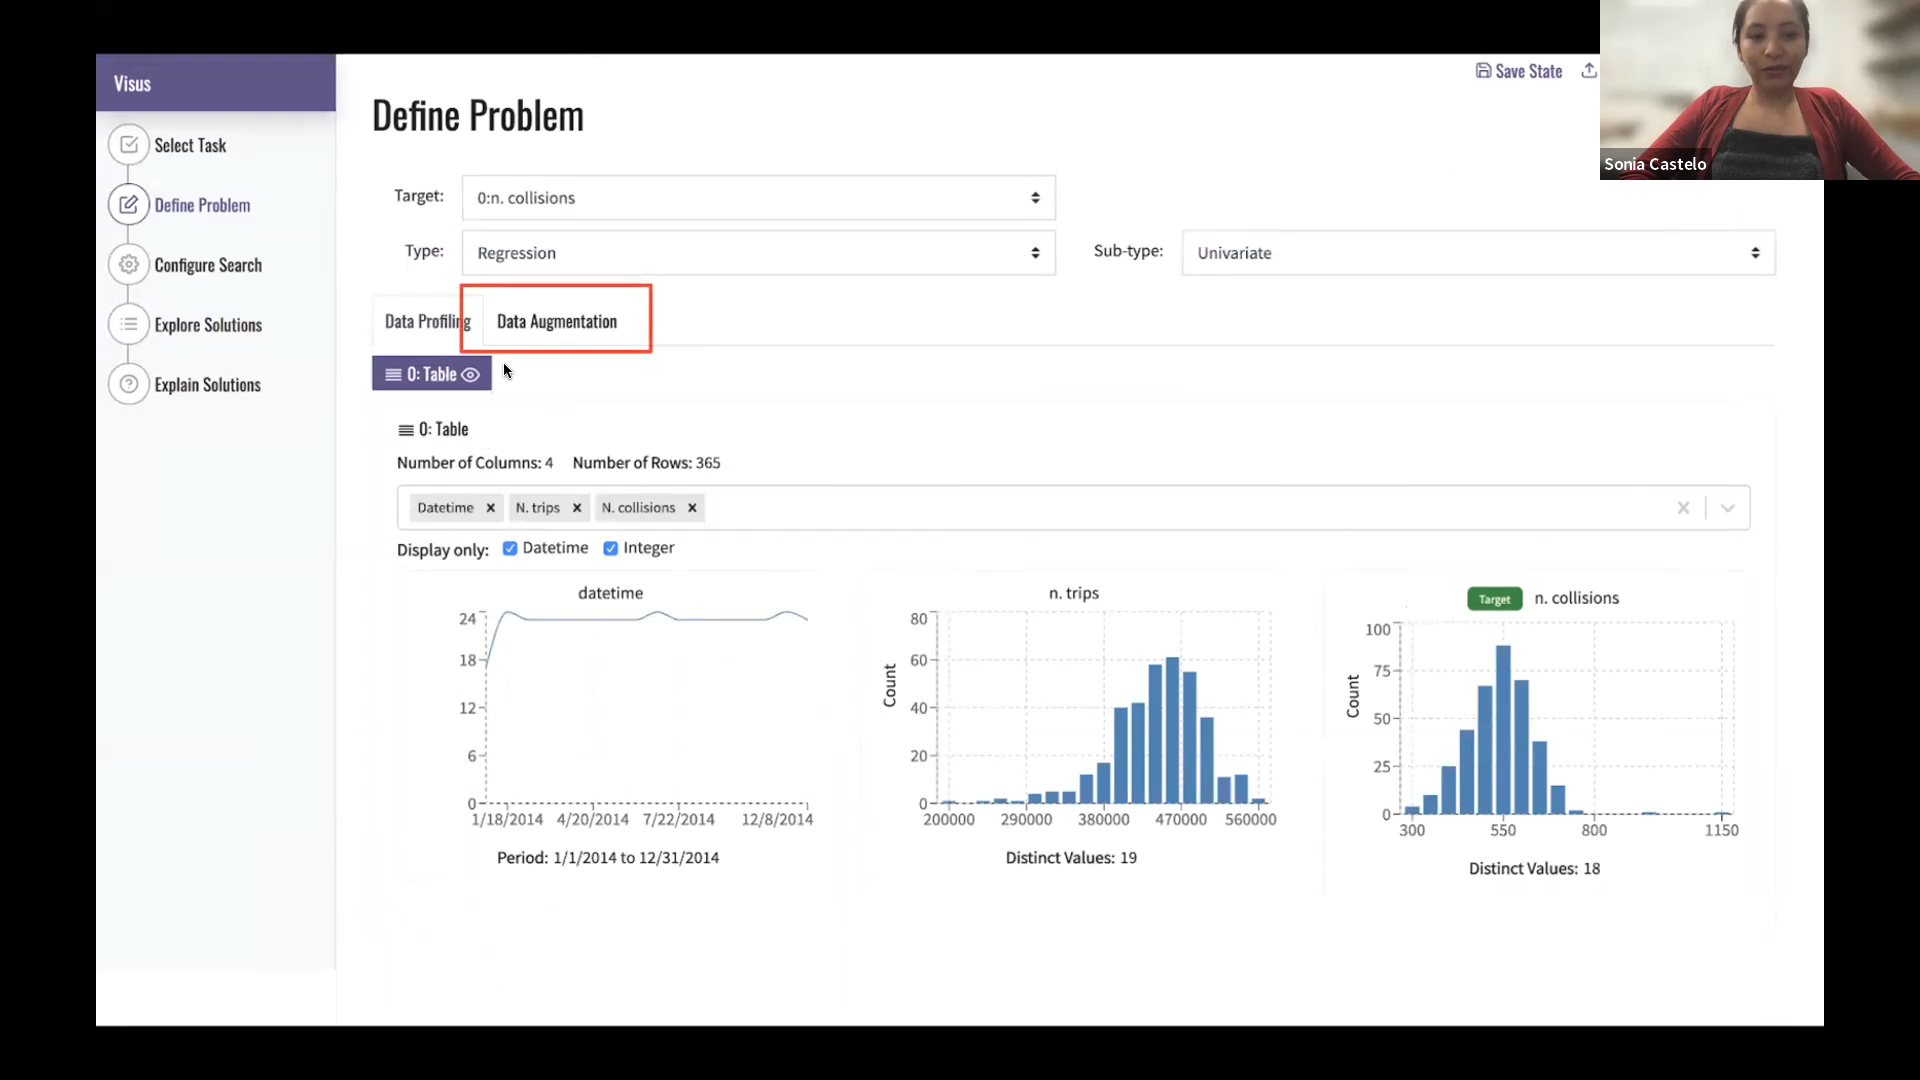 Visus
Save State
Define Problem
Sonia Castelo
Select Task
Define Problem
Configure Search
Explore Solutions
Explain Solutions
Target: 0:n. collisions
Type: Regression Sub-type: Univariate
Data Profiling Data Augmentation
0: Table
0: Table
Number of Columns: 4 Number of Rows: 365
Datetime × N. trips × N. collisions ×
Display only: Datetime Integer
datetime
24
18
12
6
0
1/18/2014 4/20/2014 7/22/2014 12/8/2014
Period: 1/1/2014 to 12/31/2014
n. trips
Count
80
60
40
20
0
200000 290000 380000 470000 560000
Distinct Values: 19
Target n. collisions
Count
100
75
50
25
0
300 550 800 1150
Distinct Values: 18